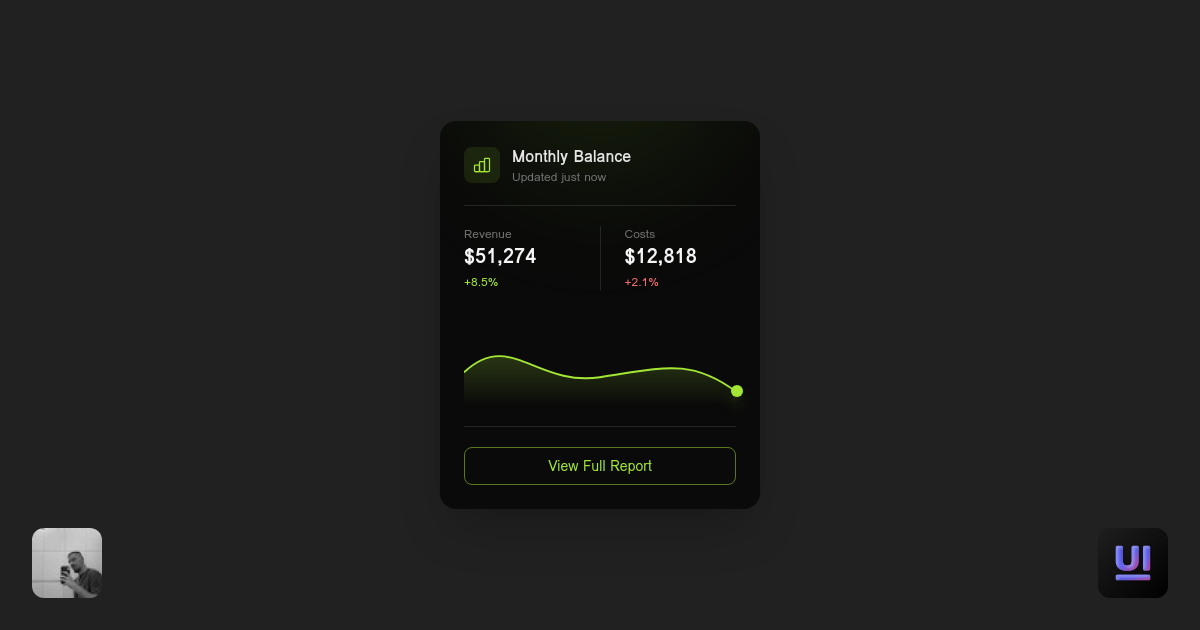 Monthly Balance
Updated just now
Revenue
$51,274
+8.5%
Costs
$12,818
+2.1%
View Full Report
UI